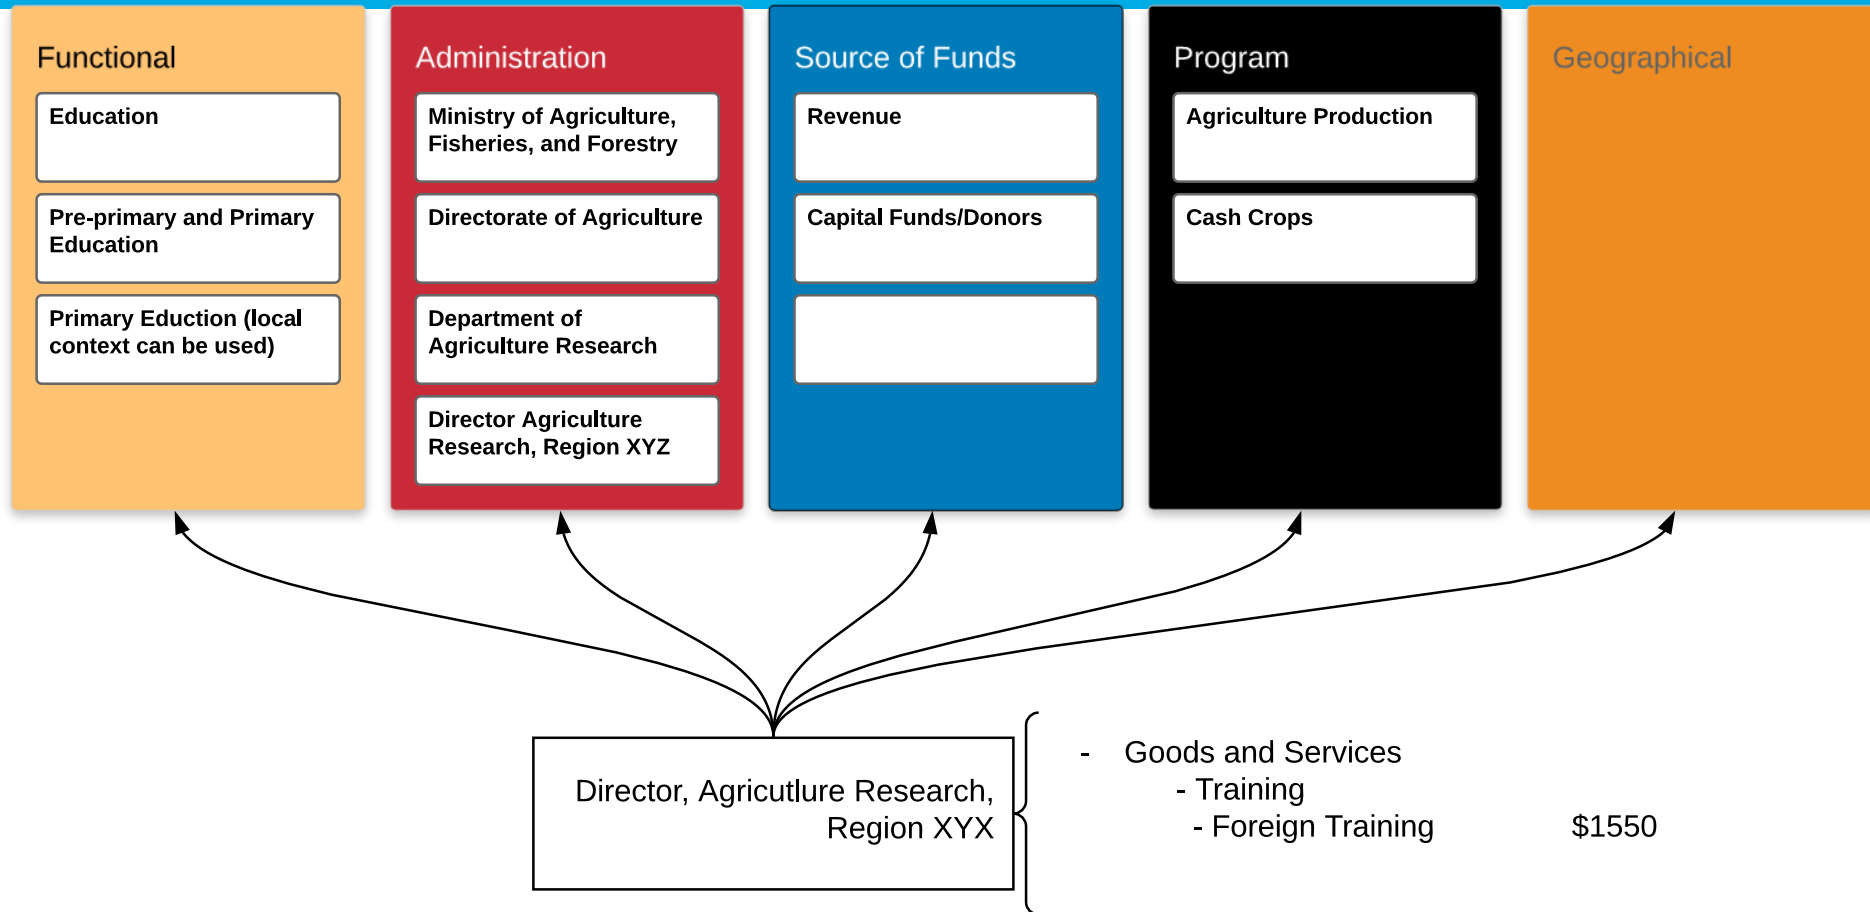 Functional
Education
Pre-primary and Primary
Education
Primary Eduction (local
context can be used)
Administration
Ministry of Agriculture,
Fisheries, and Forestry
Directorate of Agriculture
Department of
Agriculture Research
Director Agriculture
Research, Region XYZ
Source of Funds
Revenue
Capital Funds/Donors
Program
Agriculture Production
Cash Crops
Geographical
Director, Agricutlure Research,
Region XYX
- Goods and Services
- Training
- Foreign Training $1550